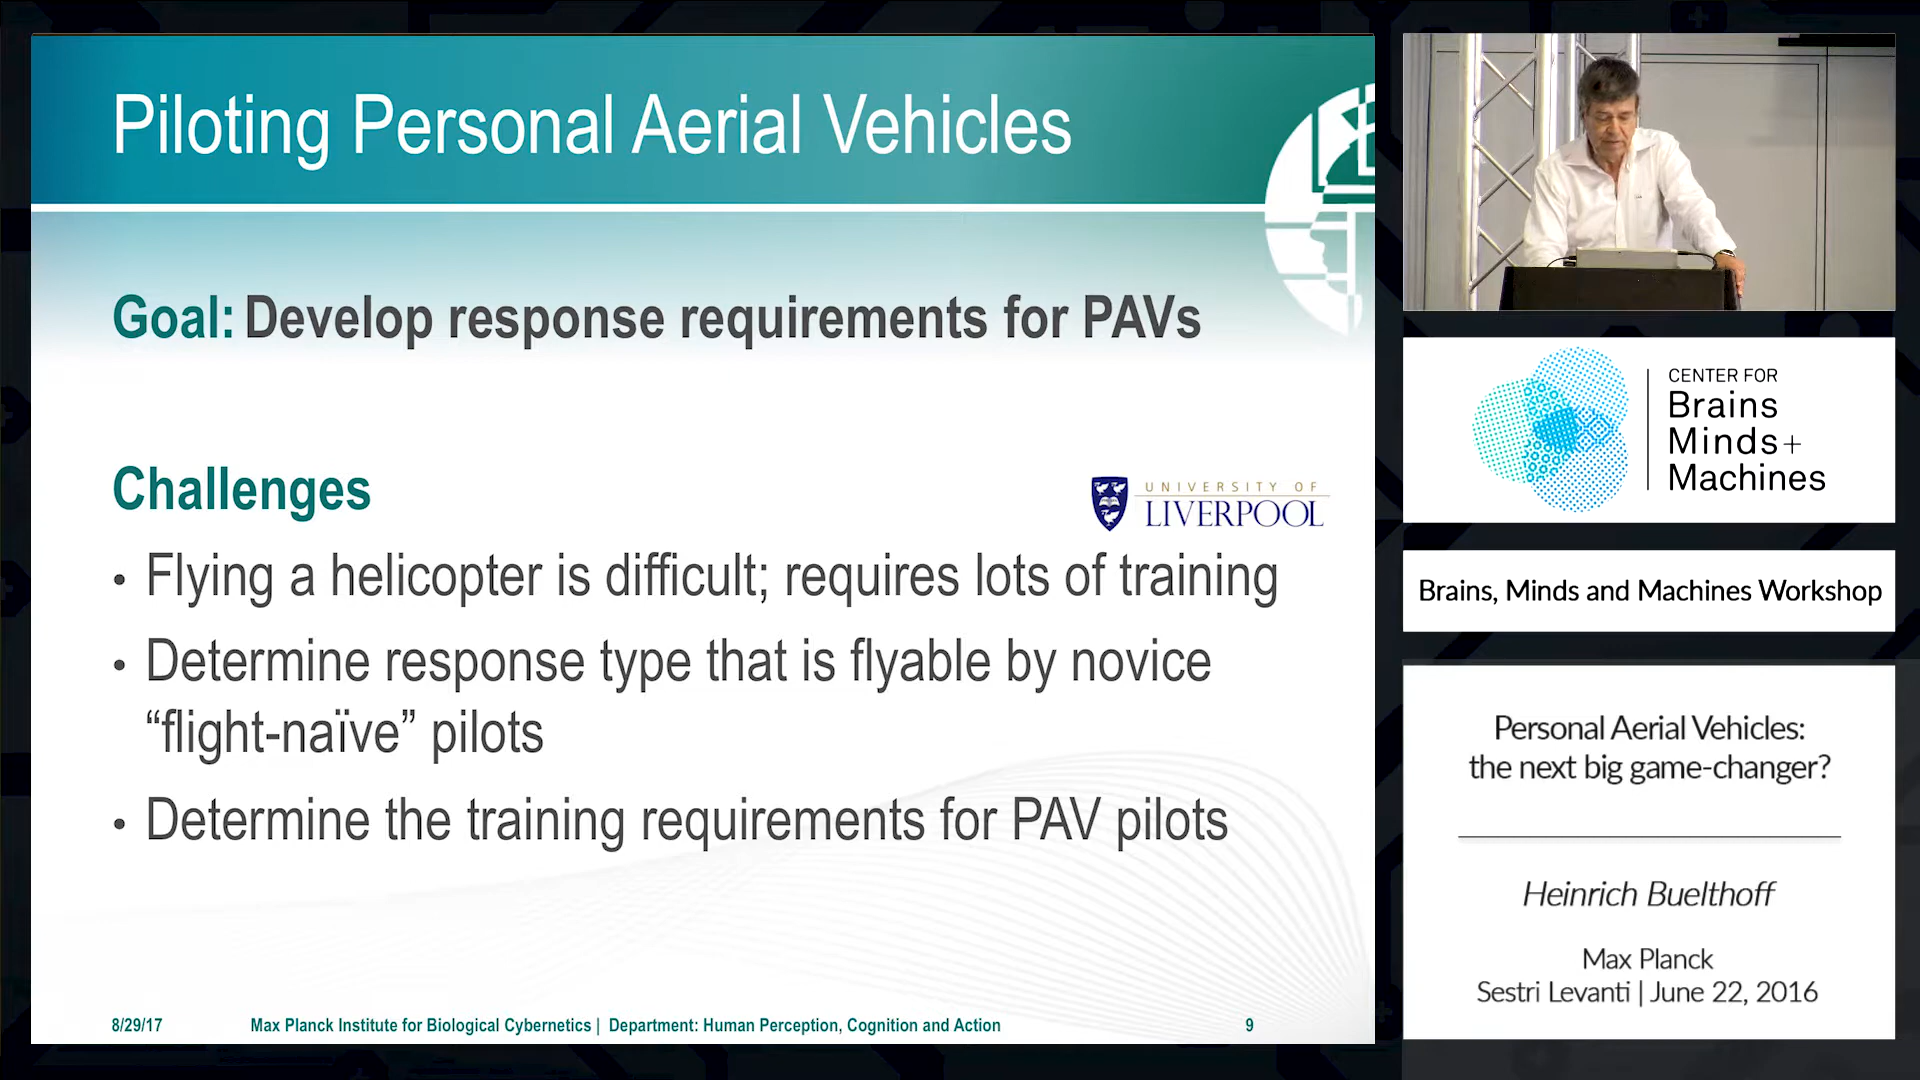 Piloting Personal Aerial Vehicles
Goal: Develop response requirements for PAVs
Challenges
UNIVERSITY OF
LIVERPOOL
• Flying a helicopter is difficult; requires lots of training
• Determine response type that is flyable by novice
“flight-naïve” pilots
• Determine the training requirements for PAV pilots
8/29/17 Max Planck Institute for Biological Cybernetics | Department: Human Perception, Cognition and Action 9
CENTER FOR
Brains
Minds+
Machines
Brains, Minds and Machines Workshop
Personal Aerial Vehicles:
the next big game-changer?
Heinrich Buelthoff
Max Planck
Sestri Levanti | June 22, 2016